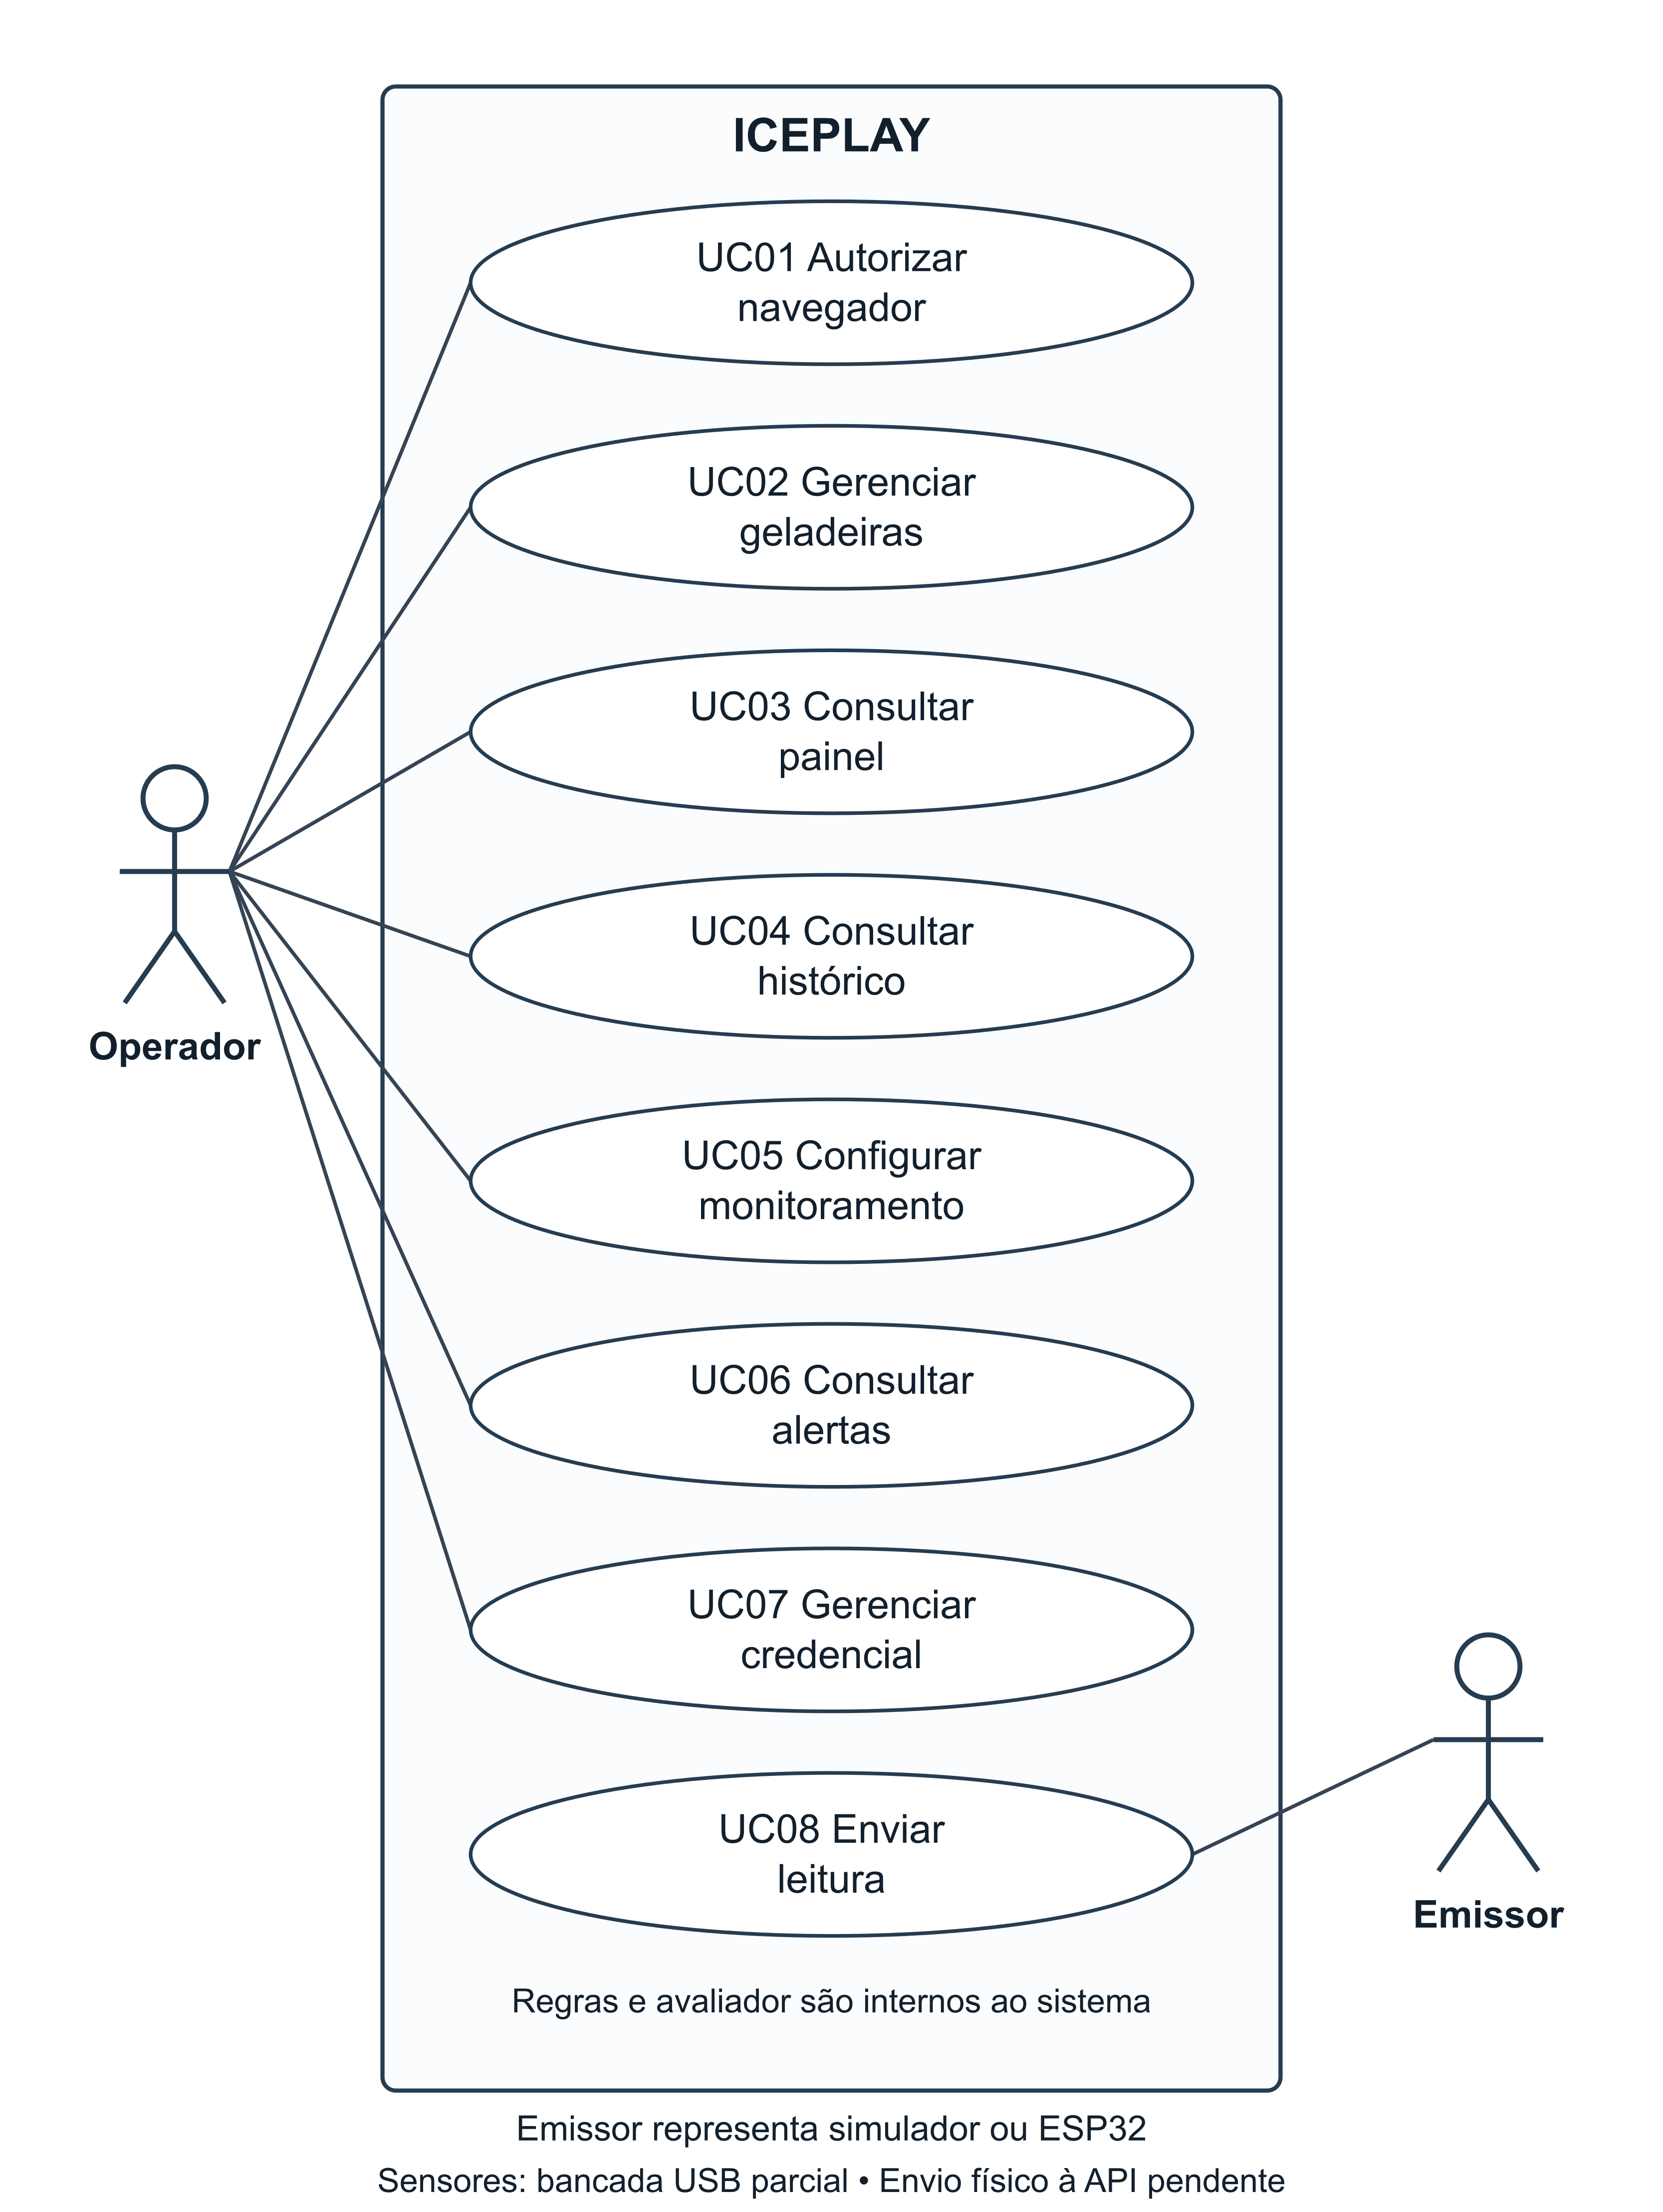 ICEPLAY
UC01 Autorizar
navegador
UC02 Gerenciar
geladeiras
UC03 Consultar
painel
UC04 Consultar
histórico
Operador
UC05 Configurar
monitoramento
UC06 Consultar
alertas
UC07 Gerenciar
credencial
UC08 Enviar
leitura
Emissor
Regras e avaliador são internos ao sistema
Emissor representa simulador ou ESP32
Sensores: bancada USB parcial • Envio físico à API pendente